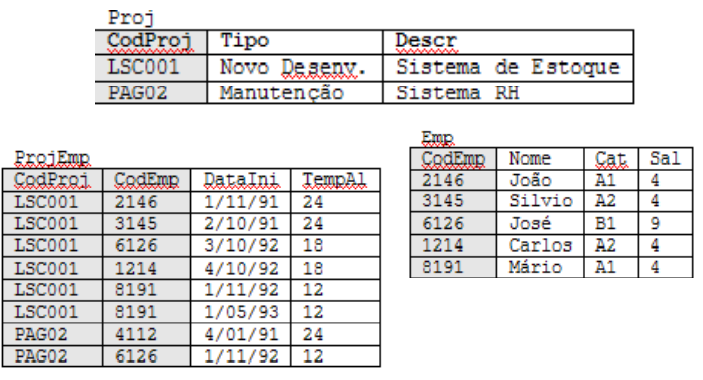 Proj
CodProj Tipo Descr
LSC001 Novo Desenv. Sistema de Estoque
PAG02 Manutenção Sistema RH
ProjEmp
CodProj CodEmp DataIni TempAl
LSC001 2146 1/11/91 24
LSC001 3145 2/10/91 24
LSC001 6126 3/10/92 18
LSC001 1214 4/10/92 18
LSC001 8191 1/11/92 12
LSC001 8191 1/05/93 12
PAG02 4112 4/01/91 24
PAG02 6126 1/11/92 12
Emp
CodEmp Nome Cat Sal
2146 João A1 4
3145 Silvio A2 4
6126 José B1 9
1214 Carlos A2 4
8191 Mário A1 4